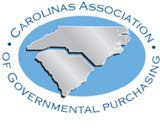 • CAROLINAS ASSOCIATION •
OF GOVERNMENTAL PURCHASING